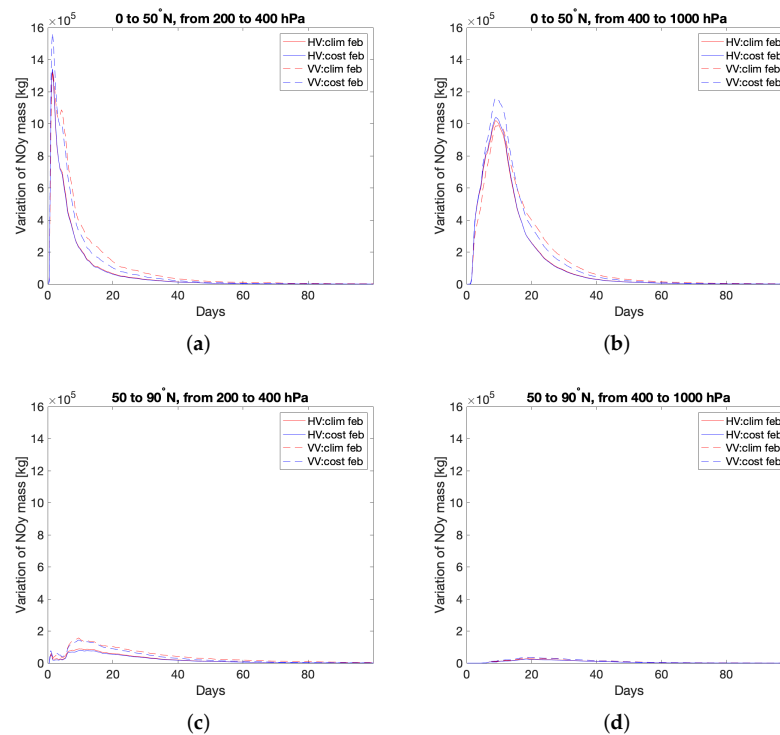 0 to 50°N, from 200 to 400 hPa
×10⁵
16
14
12
10
8
6
4
2
0
0 20 40 60 80
Variation of NOy mass [kg]
Days
HV:clim feb
HV:cost feb
VV:clim feb
VV:cost feb
(a)
0 to 50°N, from 400 to 1000 hPa
×10⁵
16
14
12
10
8
6
4
2
0
0 20 40 60 80
Variation of NOy mass [kg]
Days
HV:clim feb
HV:cost feb
VV:clim feb
VV:cost feb
(b)
50 to 90°N, from 200 to 400 hPa
×10⁵
16
14
12
10
8
6
4
2
0
0 20 40 60 80
Variation of NOy mass [kg]
Days
HV:clim feb
HV:cost feb
VV:clim feb
VV:cost feb
(c)
50 to 90°N, from 400 to 1000 hPa
×10⁵
16
14
12
10
8
6
4
2
0
0 20 40 60 80
Variation of NOy mass [kg]
Days
HV:clim feb
HV:cost feb
VV:clim feb
VV:cost feb
(d)